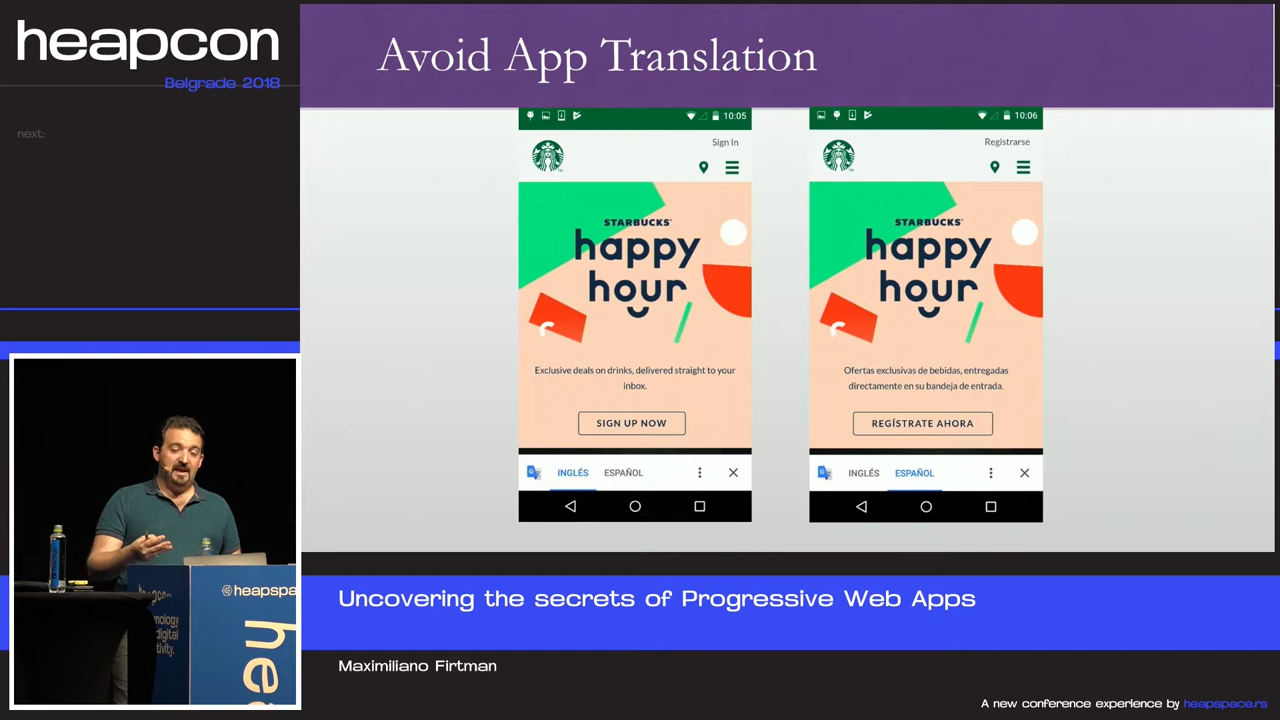 heapcon
Belgrade 2018
next:
Avoid App Translation
10:05
Sign In
STARBUCKS
happy
hour
Exclusive deals on drinks, delivered straight to your
inbox.
SIGN UP NOW
INGLÉS ESPAÑOL
10:06
Registrarse
STARBUCKS
happy
hour
Ofertas exclusivas de bebidas, entregadas
directamente en su bandeja de entrada.
REGÍSTRATE AHORA
INGLÉS ESPAÑOL
heapspa
Uncovering the secrets of Progressive Web Apps
Maximiliano Firtman
A new conference experience by heapspace.rs